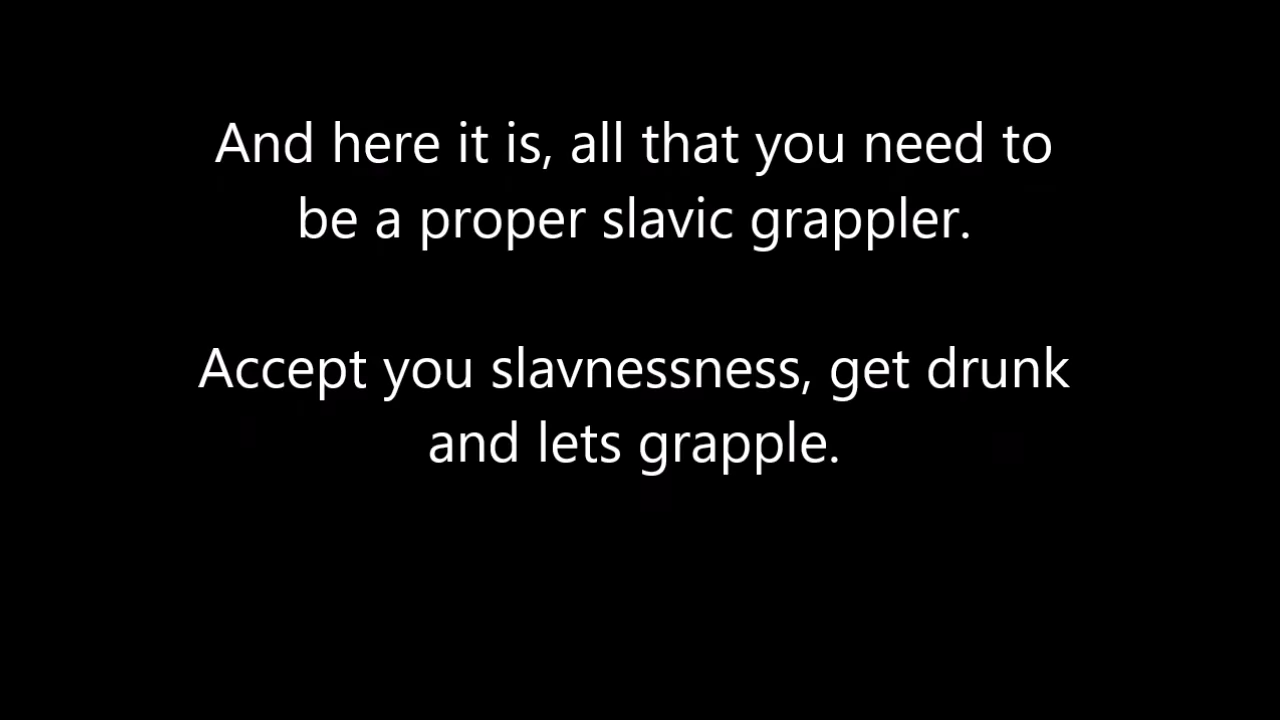 And here it is, all that you need to
be a proper slavic grappler.
Accept you slavnessness, get drunk
and lets grapple.